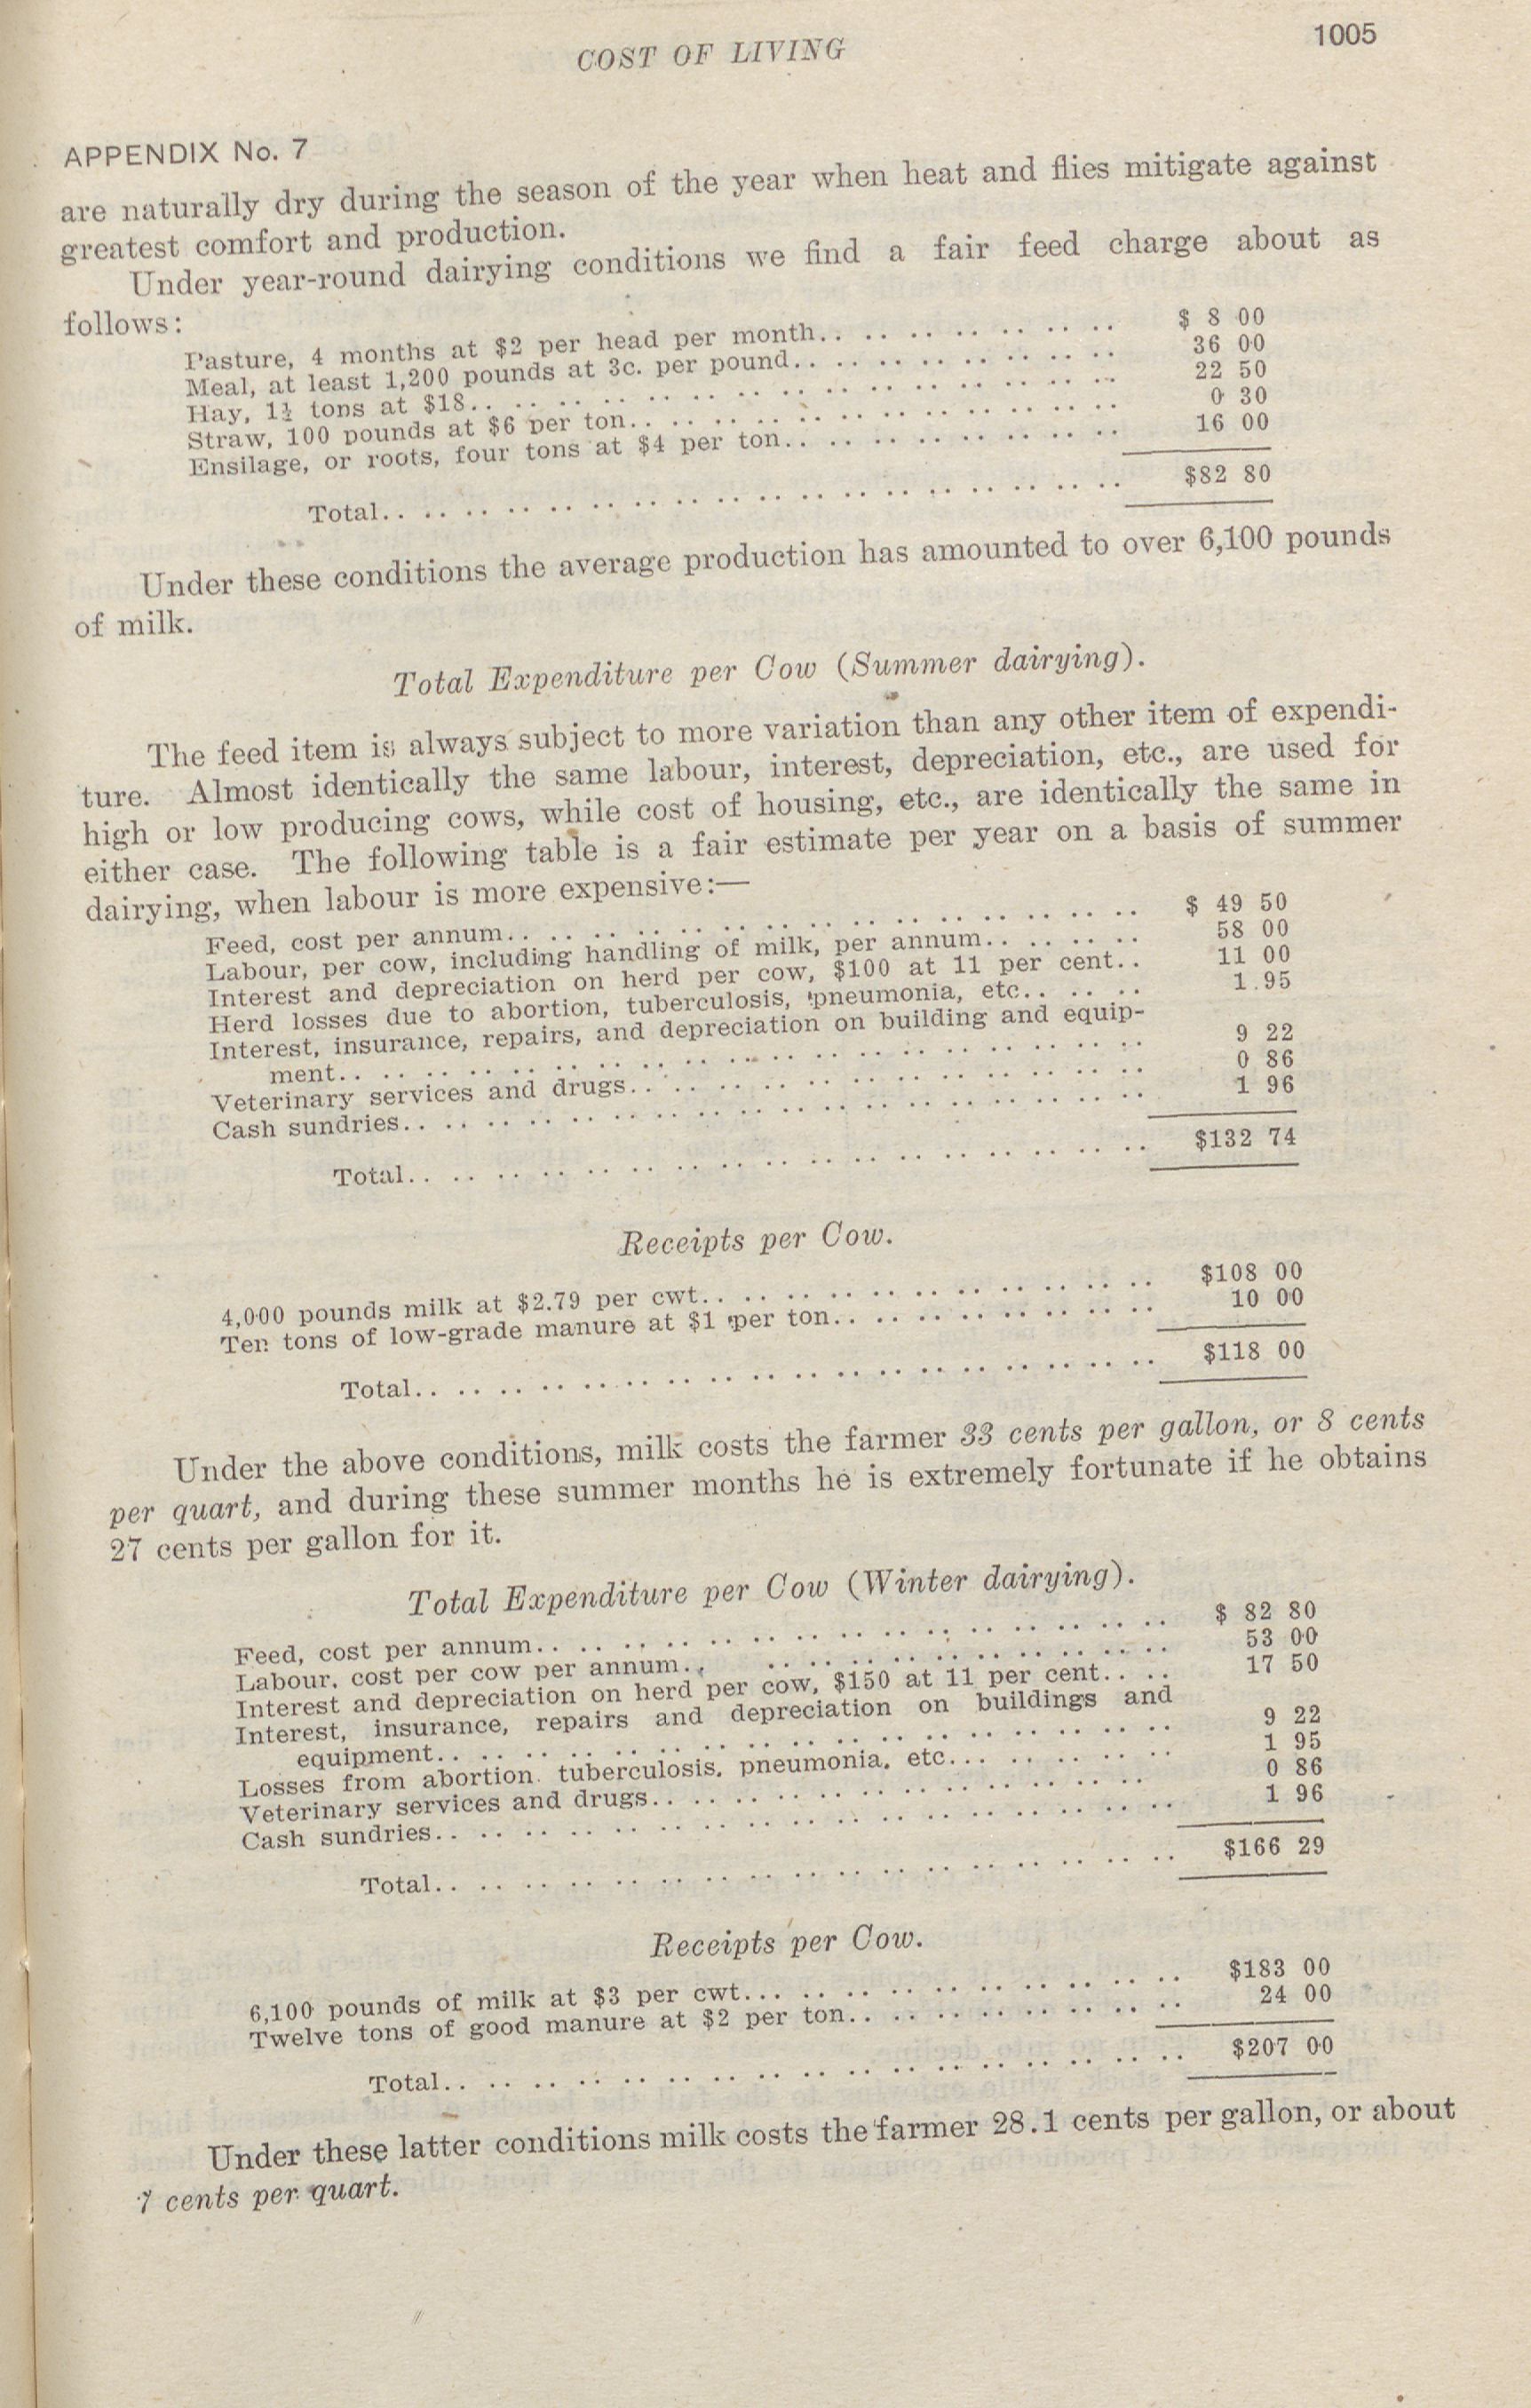 COST OF LIVING
1005
APPENDIX No. 7
are naturally dry during the season of the year when heat and flies mitigate against
greatest comfort and production.
Under year-round dairying conditions we find a fair feed charge about as
follows:
Pasture, 4 months at $2 per head per month.. .. .. .. .. .. .. .. $ 8 00
Meal, at least 1,200 pounds at 3c. per pound.. .. .. .. .. .. .. .. 36 00
Hay, 1¼ tons at $18.. .. .. .. .. .. .. .. .. .. .. .. .. .. .. 22 50
Straw, 100 pounds at $6 per ton.. .. .. .. .. .. .. .. .. .. .. .. 0 30
Ensilage, or roots, four tons at $4 per ton.. .. .. .. .. .. .. .. 16 00
Total.. .. .. .. .. .. .. .. .. .. .. .. .. .. .. .. .. .. $82 80
Under these conditions the average production has amounted to over 6,100 pounds
of milk.
Total Expenditure per Cow (Summer dairying).
The feed item is always subject to more variation than any other item of expendi-
ture. Almost identically the same labour, interest, depreciation, etc., are used for
high or low producing cows, while cost of housing, etc., are identically the same in
either case. The following table is a fair estimate per year on a basis of summer
dairying, when labour is more expensive:—
Feed, cost per annum.. .. .. .. .. .. .. .. .. .. .. .. .. .. .. $ 49 50
Labour, per cow, including handling of milk, per annum.. .. .. .. 58 00
Interest and depreciation on herd per cow, $100 at 11 per cent.. 11 00
Herd losses due to abortion, tuberculosis, pneumonia, etc.. .. .. 1.95
Interest, insurance, repairs, and depreciation on building and equip-
ment.. .. .. .. .. .. .. .. .. .. .. .. .. .. .. .. .. .. .. 9 22
Veterinary services and drugs.. .. .. .. .. .. .. .. .. .. .. .. .. 0 86
Cash sundries.. .. .. .. .. .. .. .. .. .. .. .. .. .. .. .. .. .. 1 96
Total.. .. .. .. .. .. .. .. .. .. .. .. .. .. .. .. .. .. $132 74
Receipts per Cow.
4,000 pounds milk at $2.79 per cwt.. .. .. .. .. .. .. .. .. .. .. $108 00
Ten tons of low-grade manure at $1 per ton.. .. .. .. .. .. .. .. 10 00
Total.. .. .. .. .. .. .. .. .. .. .. .. .. .. .. .. .. .. $118 00
Under the above conditions, milk costs the farmer 33 cents per gallon, or 8 cents
per quart, and during these summer months he is extremely fortunate if he obtains
27 cents per gallon for it.
Total Expenditure per Cow (Winter dairying).
Feed, cost per annum.. .. .. .. .. .. .. .. .. .. .. .. .. .. .. $ 82 80
Labour, cost per cow per annum.. .. .. .. .. .. .. .. .. .. .. 53 00
Interest and depreciation on herd per cow, $150 at 11 per cent.. .. 17 50
Interest, insurance, repairs and depreciation on buildings and
equipment.. .. .. .. .. .. .. .. .. .. .. .. .. .. .. .. .. 9 22
Losses from abortion. tuberculosis, pneumonia, etc.. .. .. .. .. .. 1 95
Veterinary services and drugs.. .. .. .. .. .. .. .. .. .. .. .. 0 86
Cash sundries.. .. .. .. .. .. .. .. .. .. .. .. .. .. .. .. .. 1 96
Total.. .. .. .. .. .. .. .. .. .. .. .. .. .. .. .. .. .. $166 29
Receipts per Cow.
6,100 pounds of milk at $3 per cwt... .. .. .. .. .. .. .. .. .. .. $183 00
Twelve tons of good manure at $2 per ton.. .. .. .. .. .. .. .. 24 00
Total.. .. .. .. .. .. .. .. .. .. .. .. .. .. .. .. .. .. $207 00
Under these latter conditions milk costs the farmer 28.1 cents per gallon, or about
7 cents per quart.